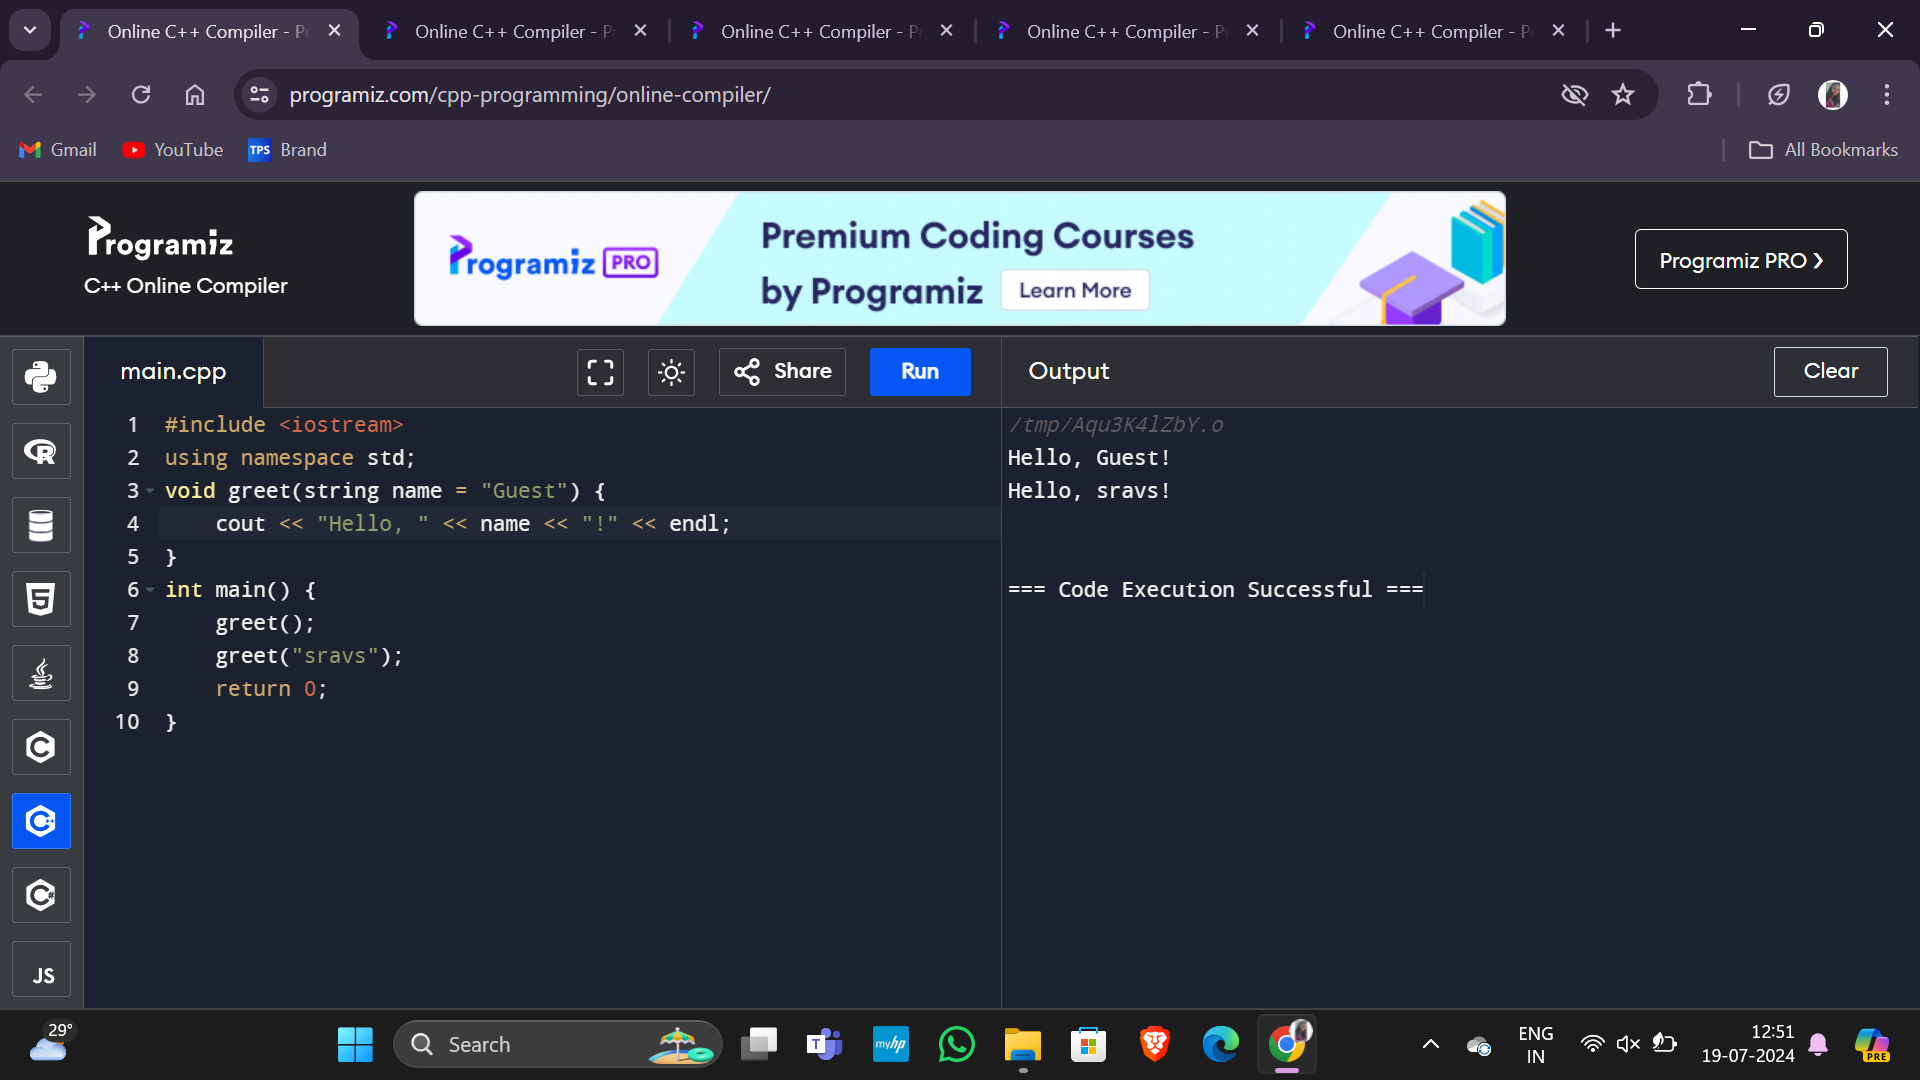 Online C++ Compiler - P
Online C++ Compiler - P
Online C++ Compiler - P
Online C++ Compiler - P
Online C++ Compiler - P
programiz.com/cpp-programming/online-compiler/
Gmail
YouTube
TPS Brand
All Bookmarks
Programiz
C++ Online Compiler
Programiz PRO
Premium Coding Courses
by Programiz
Learn More
Programiz PRO ❯
main.cpp
Share
Run
Output
Clear
1 #include <iostream>
2 using namespace std;
3 void greet(string name = "Guest") {
4 cout << "Hello, " << name << "!" << endl;
5 }
6 int main() {
7 greet();
8 greet("sravs");
9 return 0;
10 }
/tmp/Aqu3K4lZbY.o
Hello, Guest!
Hello, sravs!
=== Code Execution Successful ===
R
5
C
C++
C#
JS
29°
Search
T
myhp
ENG
IN
12:51
19-07-2024
PRE